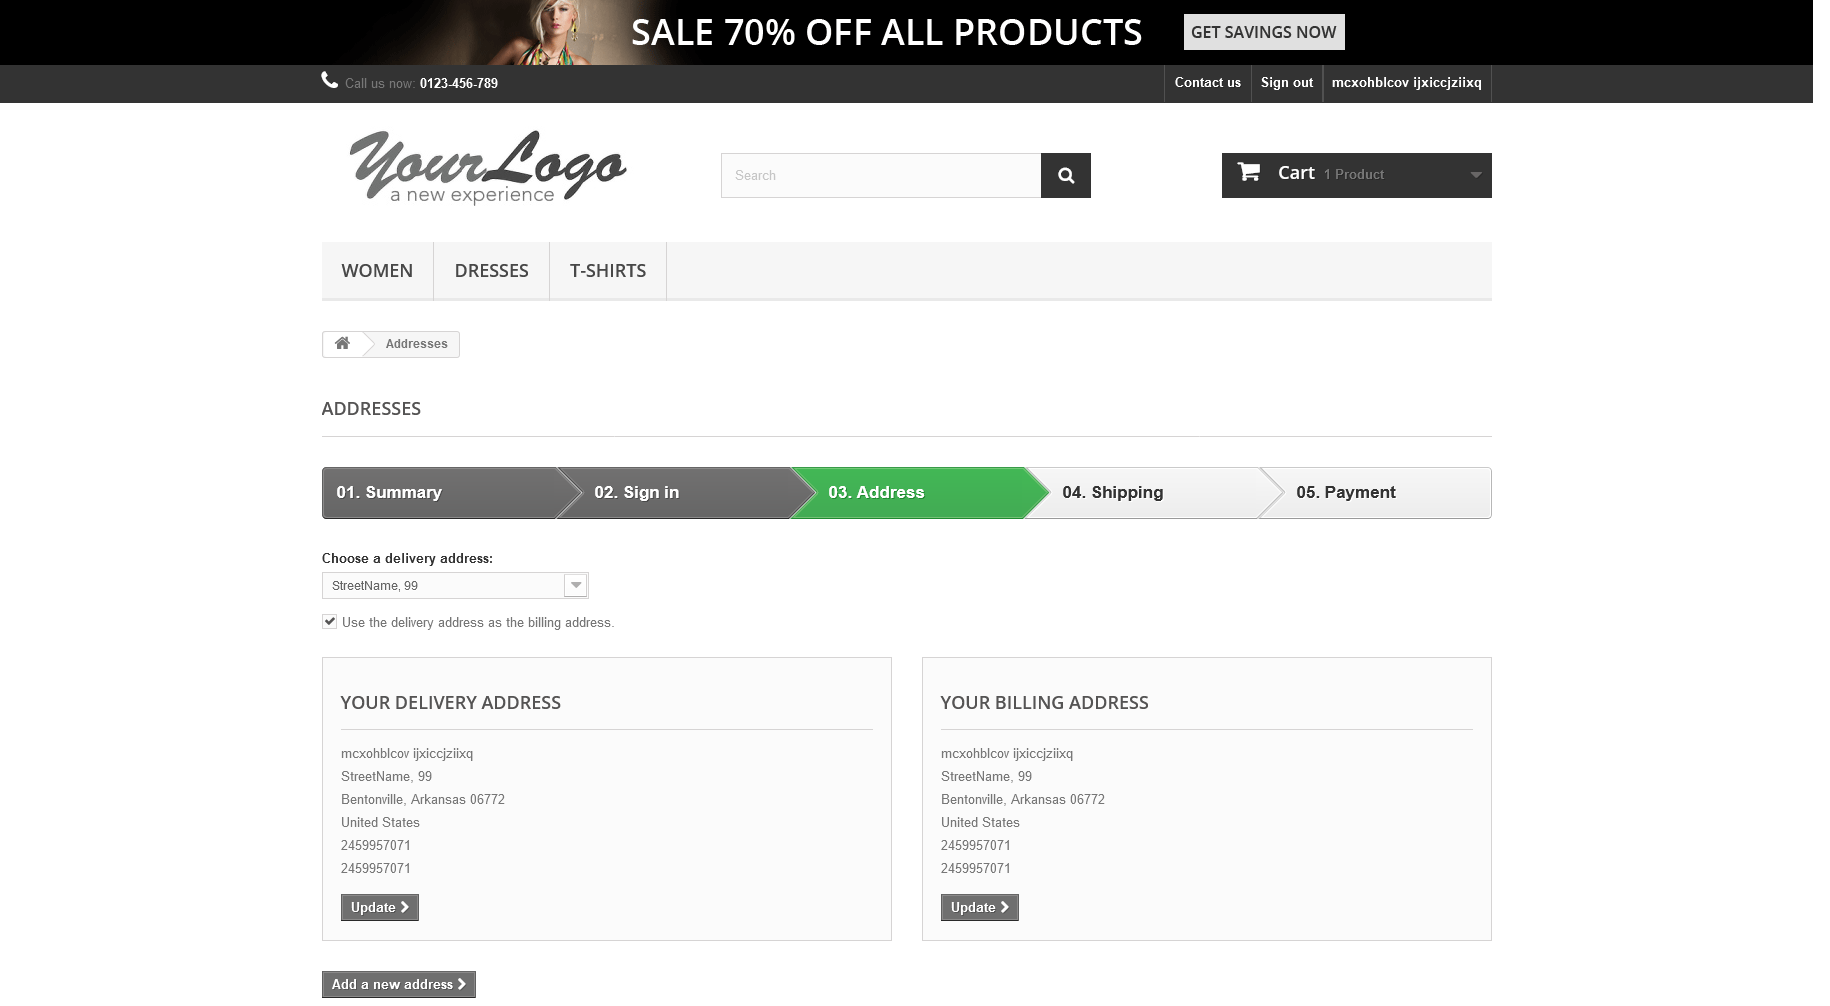 SALE 70% OFF ALL PRODUCTS GET SAVINGS NOW
Call us now: 0123-456-789 Contact us Sign out mcxohblcov ijxiccjziixq
YourLogo
a new experience
Search
Cart 1 Product
WOMEN DRESSES T-SHIRTS
Addresses
ADDRESSES
01. Summary 02. Sign in 03. Address 04. Shipping 05. Payment
Choose a delivery address:
StreetName, 99
Use the delivery address as the billing address.
YOUR DELIVERY ADDRESS
mcxohblcov ijxiccjziixq
StreetName, 99
Bentonville, Arkansas 06772
United States
2459957071
2459957071
Update
YOUR BILLING ADDRESS
mcxohblcov ijxiccjziixq
StreetName, 99
Bentonville, Arkansas 06772
United States
2459957071
2459957071
Update
Add a new address